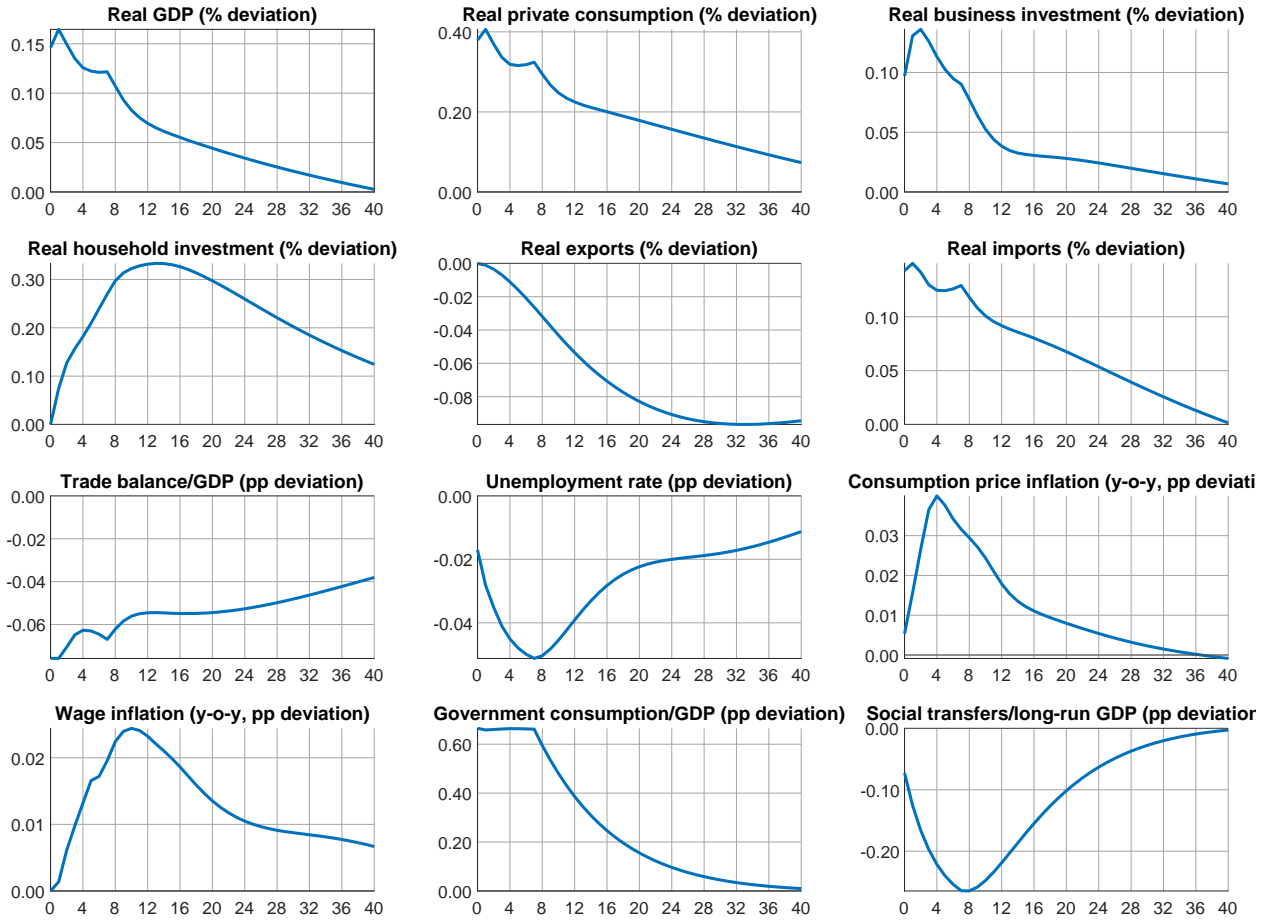 Real GDP (% deviation)
0.15
0.10
0.05
0.00
0 4 8 12 16 20 24 28 32 36 40
Real private consumption (% deviation)
0.40
0.20
0.00
0 4 8 12 16 20 24 28 32 36 40
Real business investment (% deviation)
0.10
0.05
0.00
0 4 8 12 16 20 24 28 32 36 40
Real household investment (% deviation)
0.30
0.20
0.10
0.00
0 4 8 12 16 20 24 28 32 36 40
Real exports (% deviation)
0.00
-0.02
-0.04
-0.06
-0.08
0 4 8 12 16 20 24 28 32 36 40
Real imports (% deviation)
0.10
0.05
0.00
0 4 8 12 16 20 24 28 32 36 40
Trade balance/GDP (pp deviation)
0.00
-0.02
-0.04
-0.06
0 4 8 12 16 20 24 28 32 36 40
Unemployment rate (pp deviation)
0.00
-0.02
-0.04
0 4 8 12 16 20 24 28 32 36 40
Consumption price inflation (y-o-y, pp deviati
0.03
0.02
0.01
0.00
0 4 8 12 16 20 24 28 32 36 40
Wage inflation (y-o-y, pp deviation)
0.02
0.01
0.00
0 4 8 12 16 20 24 28 32 36 40
Government consumption/GDP (pp deviation)
0.60
0.40
0.20
0.00
0 4 8 12 16 20 24 28 32 36 40
Social transfers/long-run GDP (pp deviation
0.00
-0.10
-0.20
0 4 8 12 16 20 24 28 32 36 40